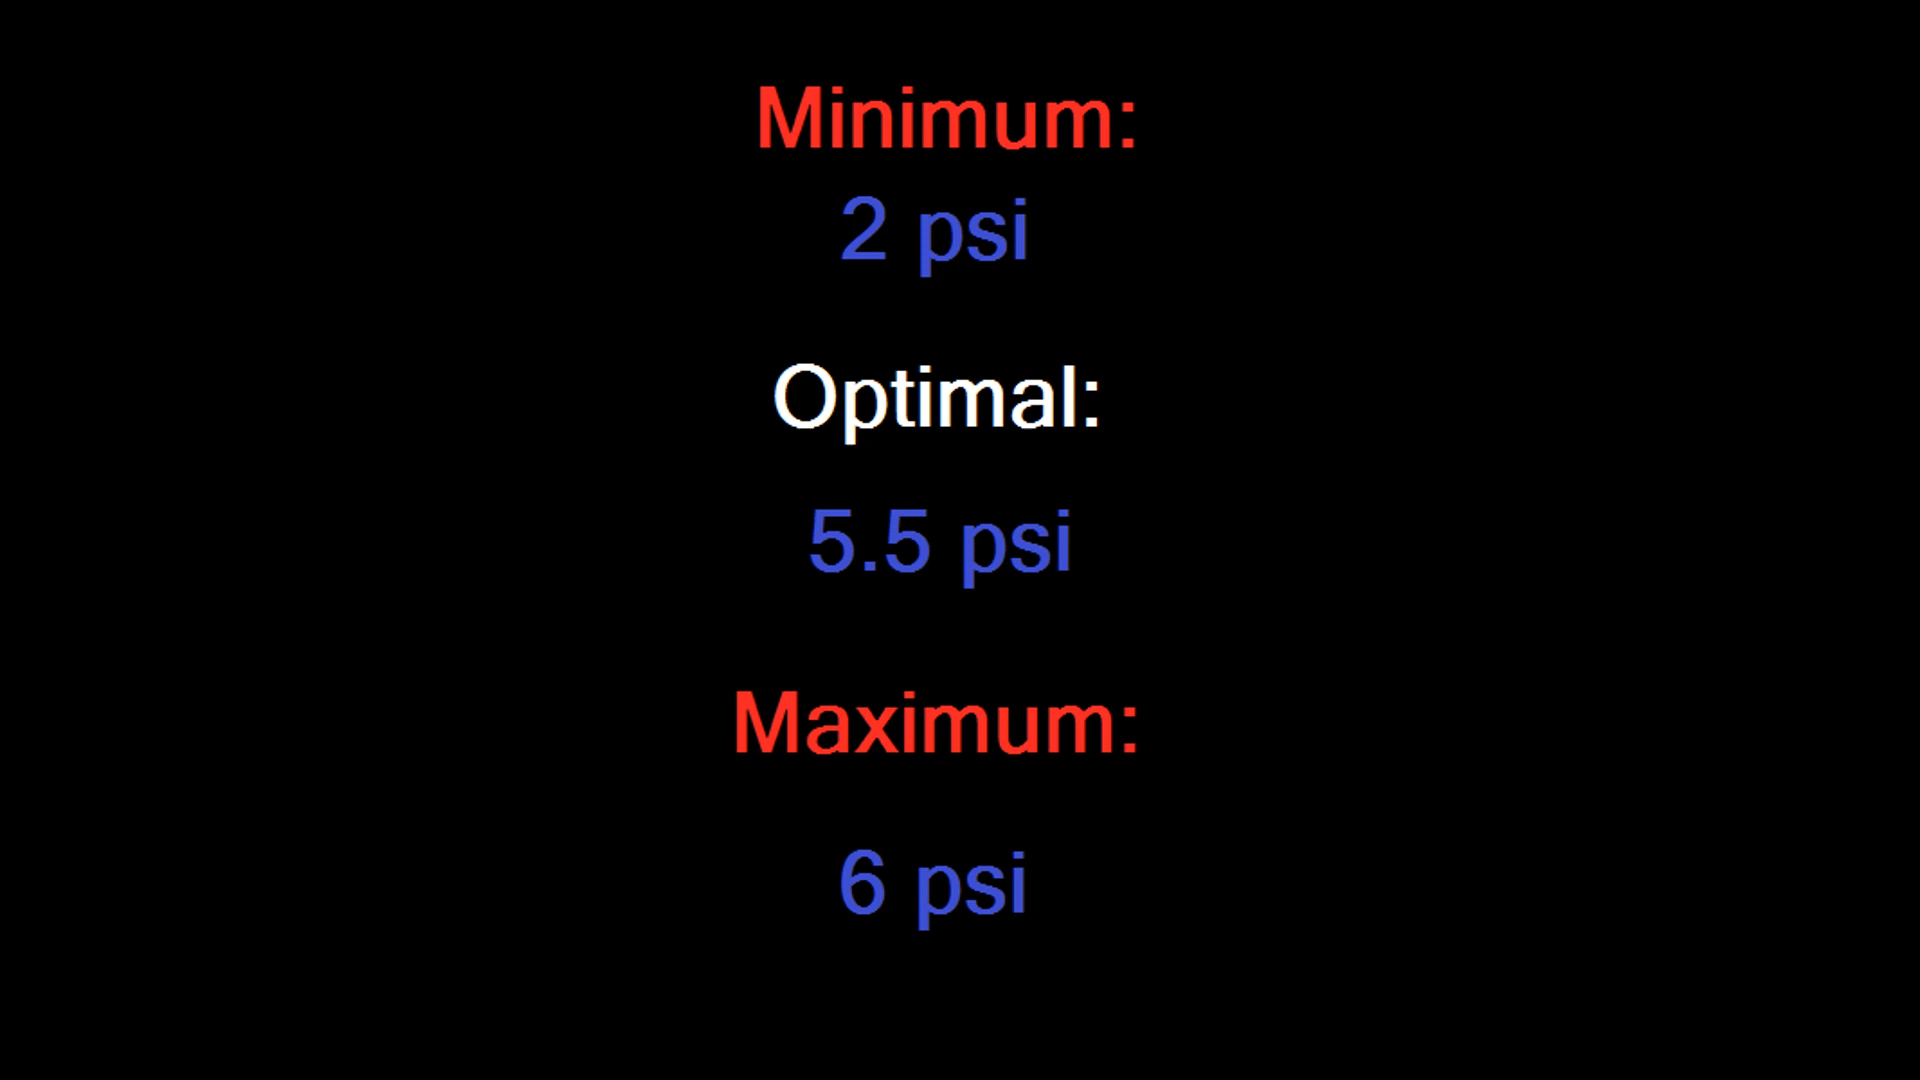 Minimum:
2 psi
Optimal:
5.5 psi
Maximum:
6 psi